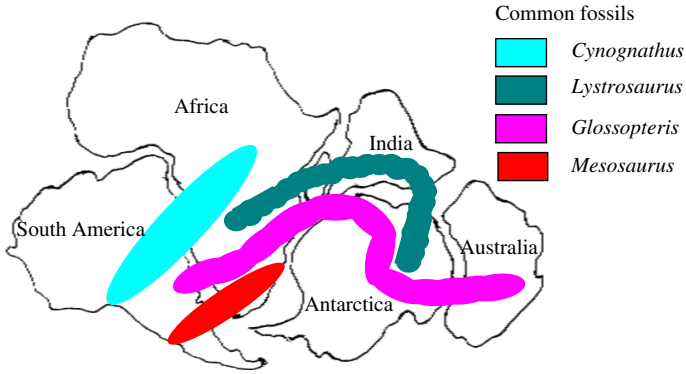 Common fossils
Cynognathus
Lystrosaurus
Glossopteris
Mesosaurus
Africa
India
South America
Australia
Antarctica